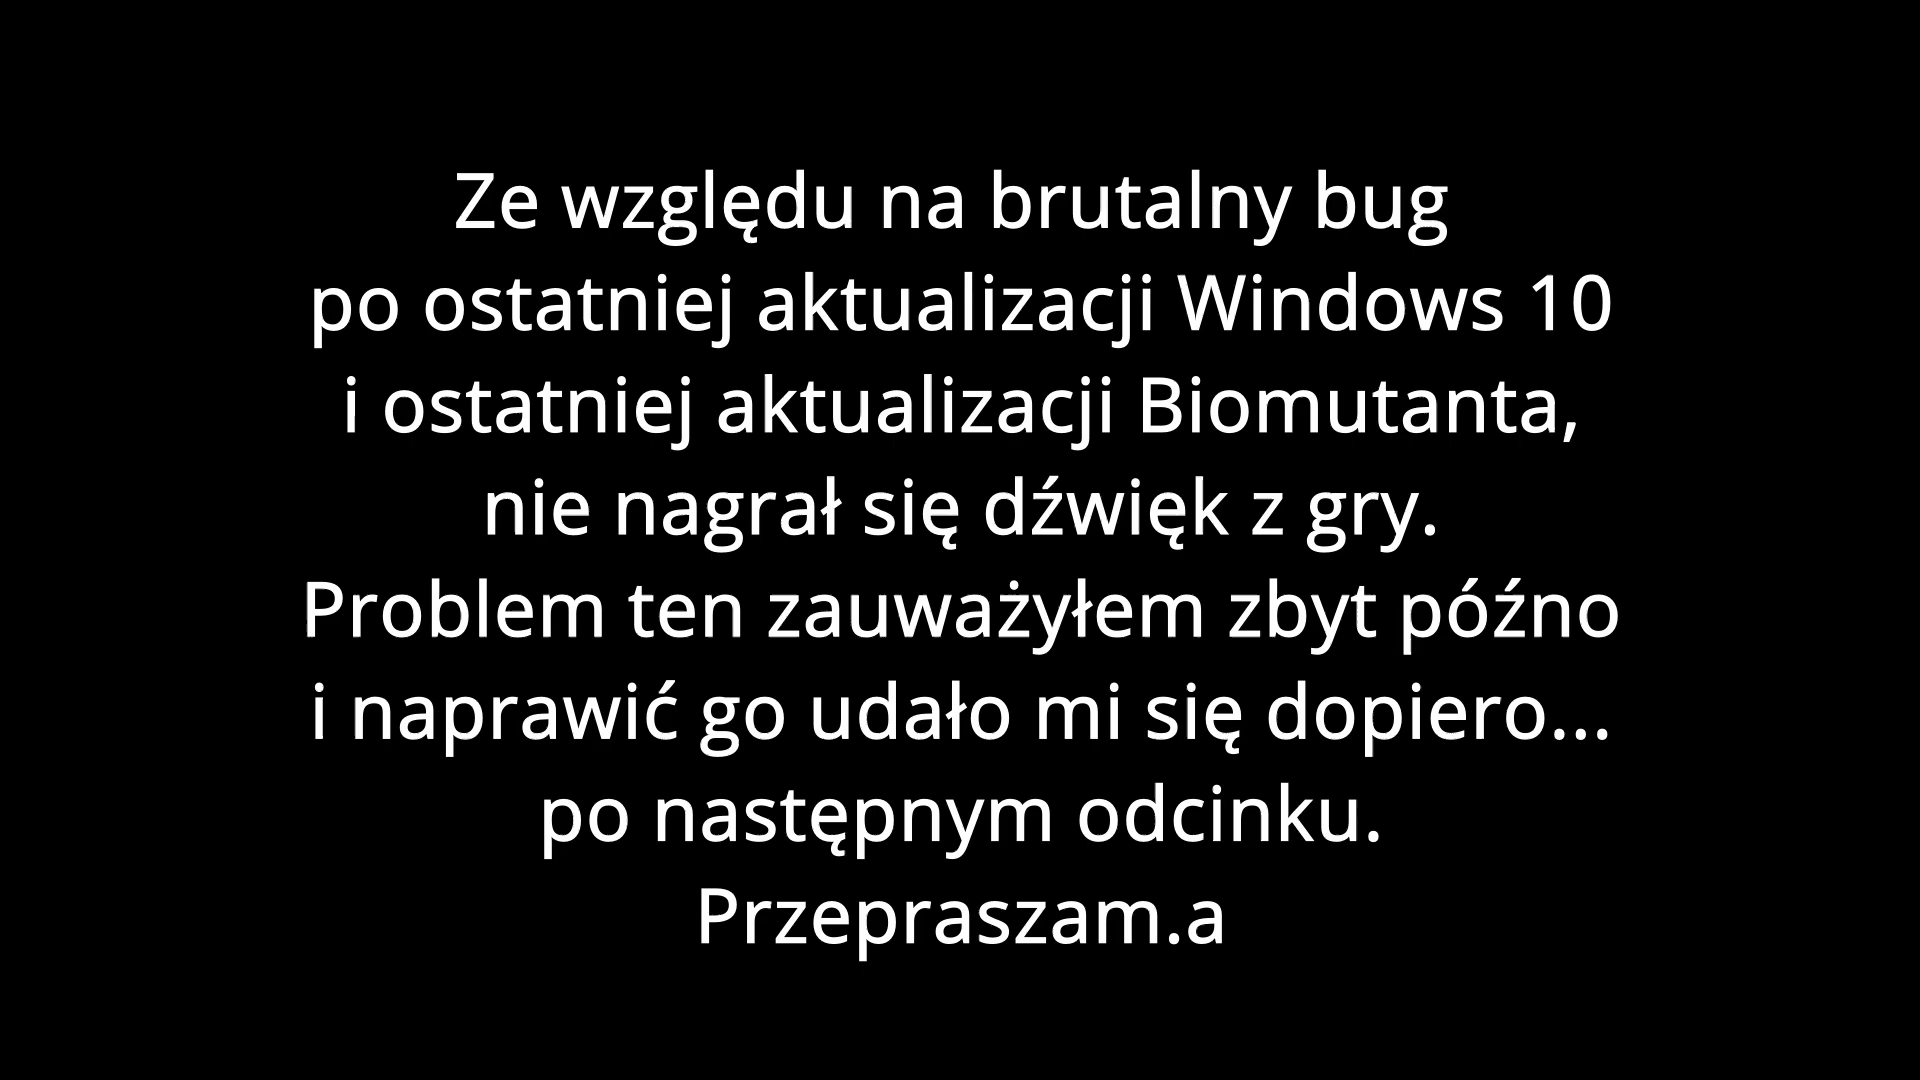 Ze względu na brutalny bug
po ostatniej aktualizacji Windows 10
i ostatniej aktualizacji Biomutanta,
nie nagrał się dźwięk z gry.
Problem ten zauważyłem zbyt późno
i naprawić go udało mi się dopiero...
po następnym odcinku.
Przepraszam.a